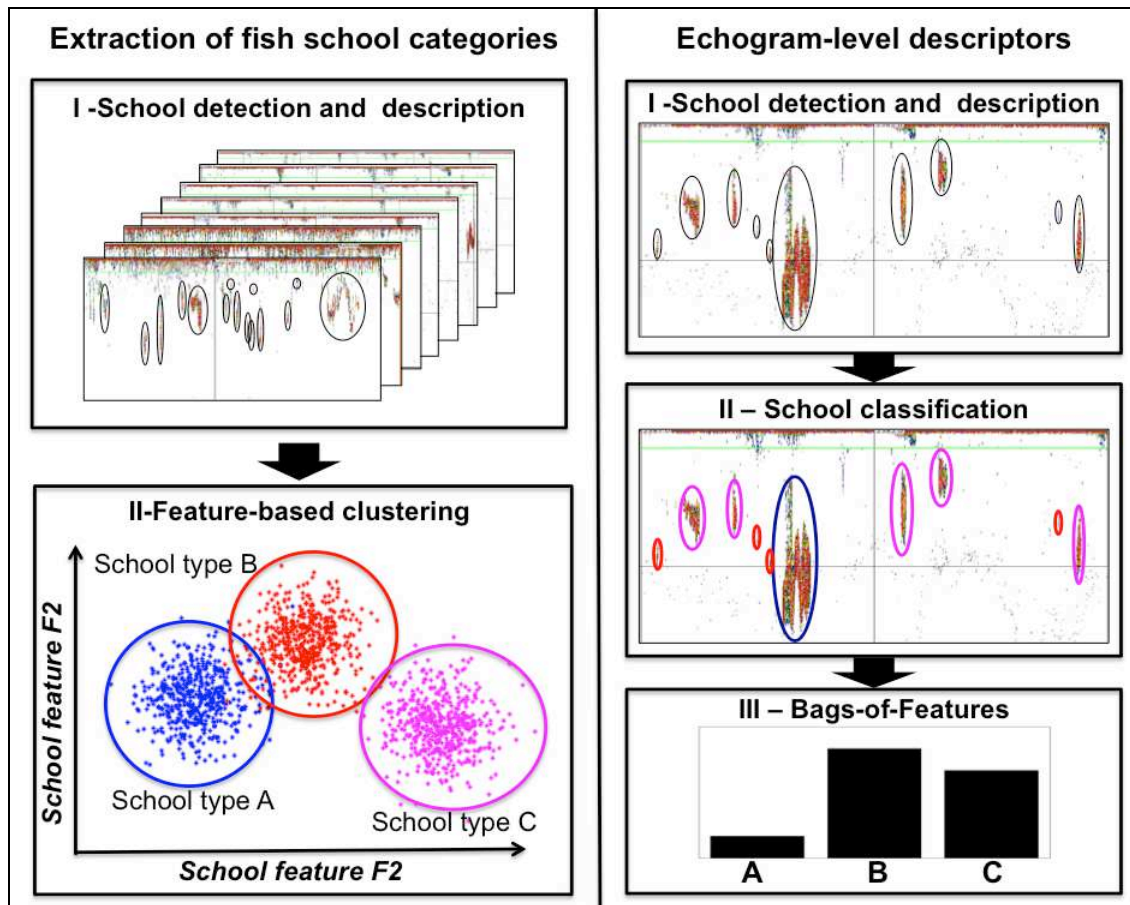 Extraction of fish school categories
I -School detection and  description
II-Feature-based clustering
School type B
School feature F2
School type A
School type C
School feature F2
Echogram-level descriptors
I -School detection and  description
II – School classification
III – Bags-of-Features
A
B
C